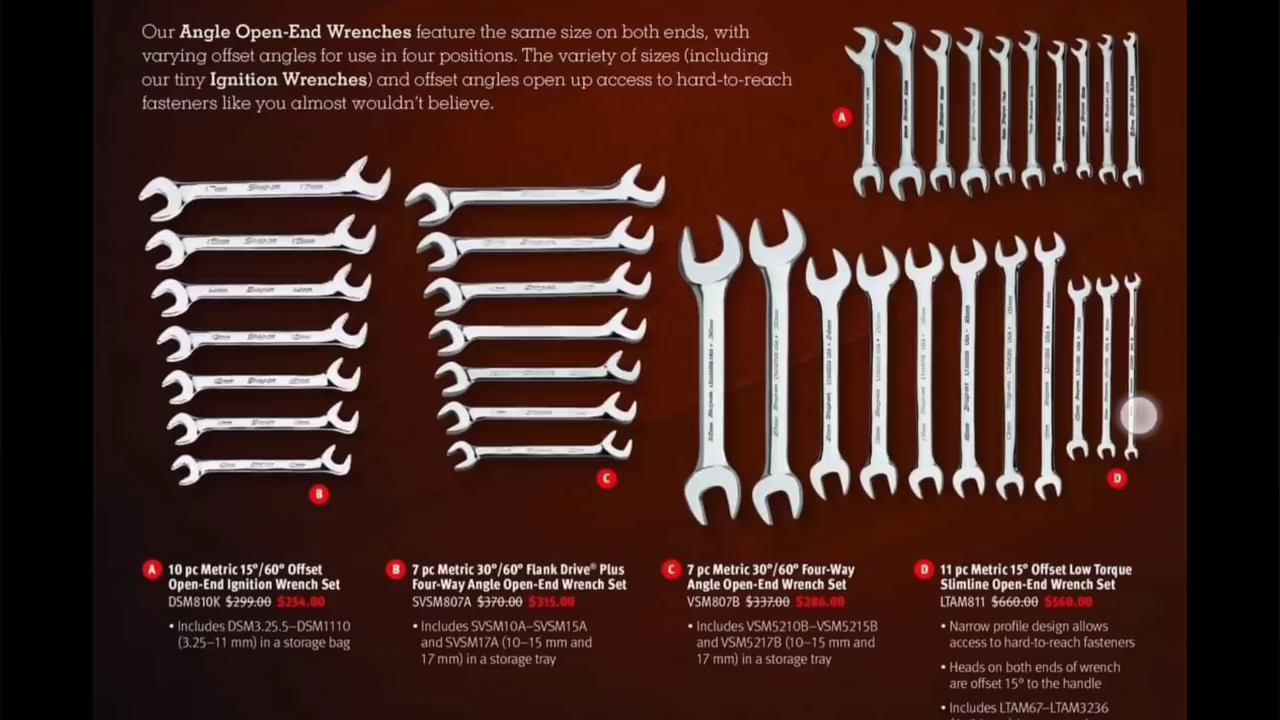 Our Angle Open-End Wrenches feature the same size on both ends, with
varying offset angles for use in four positions. The variety of sizes (including
our tiny Ignition Wrenches) and offset angles open up access to hard-to-reach
fasteners like you almost wouldn't believe.
A
17mm Snap-on 17mm
15mm Snap-on 15mm
B
C
D
A 10 pc Metric 15°/60° Offset
Open-End Ignition Wrench Set
DSM810K $299.00 $254.00
• Includes DSM3.25.5–DSM1110
(3.25–11 mm) in a storage bag
B 7 pc Metric 30°/60° Flank Drive® Plus
Four-Way Angle Open-End Wrench Set
SVSM807A $370.00 $315.00
• Includes SVSM10A–SVSM15A
and SVSM17A (10–15 mm and
17 mm) in a storage tray
C 7 pc Metric 30°/60° Four-Way
Angle Open-End Wrench Set
VSM807B $337.00 $286.00
• Includes VSM5210B–VSM5215B
and VSM5217B (10–15 mm and
17 mm) in a storage tray
D 11 pc Metric 15° Offset Low Torque
Slimline Open-End Wrench Set
LTAM811 $660.00 $560.00
• Narrow profile design allows
access to hard-to-reach fasteners
• Heads on both ends of wrench
are offset 15° to the handle
• Includes LTAM67–LTAM3236